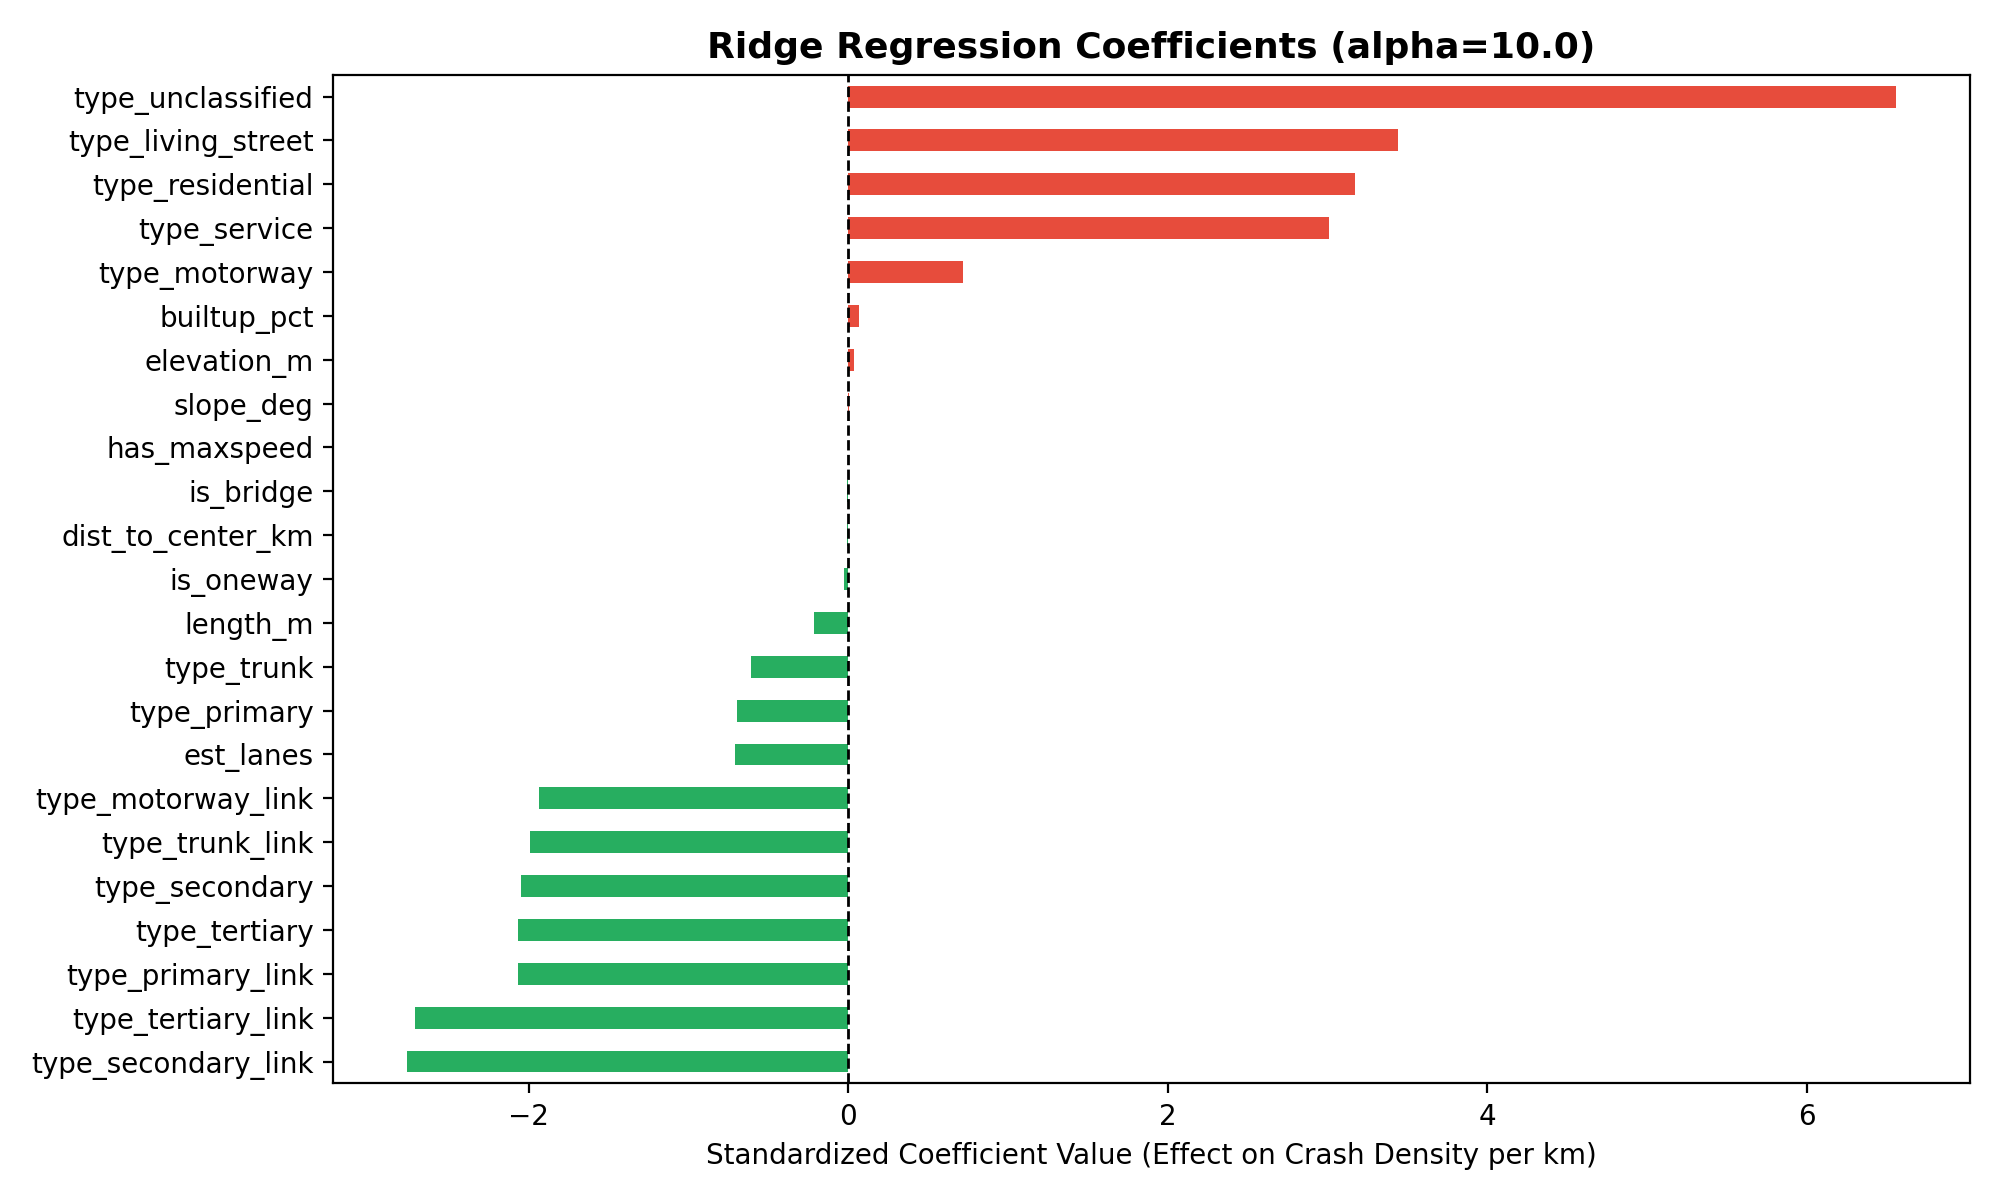 Ridge Regression Coefficients (alpha=10.0)
type_unclassified
type_living_street
type_residential
type_service
type_motorway
builtup_pct
elevation_m
slope_deg
has_maxspeed
is_bridge
dist_to_center_km
is_oneway
length_m
type_trunk
type_primary
est_lanes
type_motorway_link
type_trunk_link
type_secondary
type_tertiary
type_primary_link
type_tertiary_link
type_secondary_link
−2 0 2 4 6
Standardized Coefficient Value (Effect on Crash Density per km)